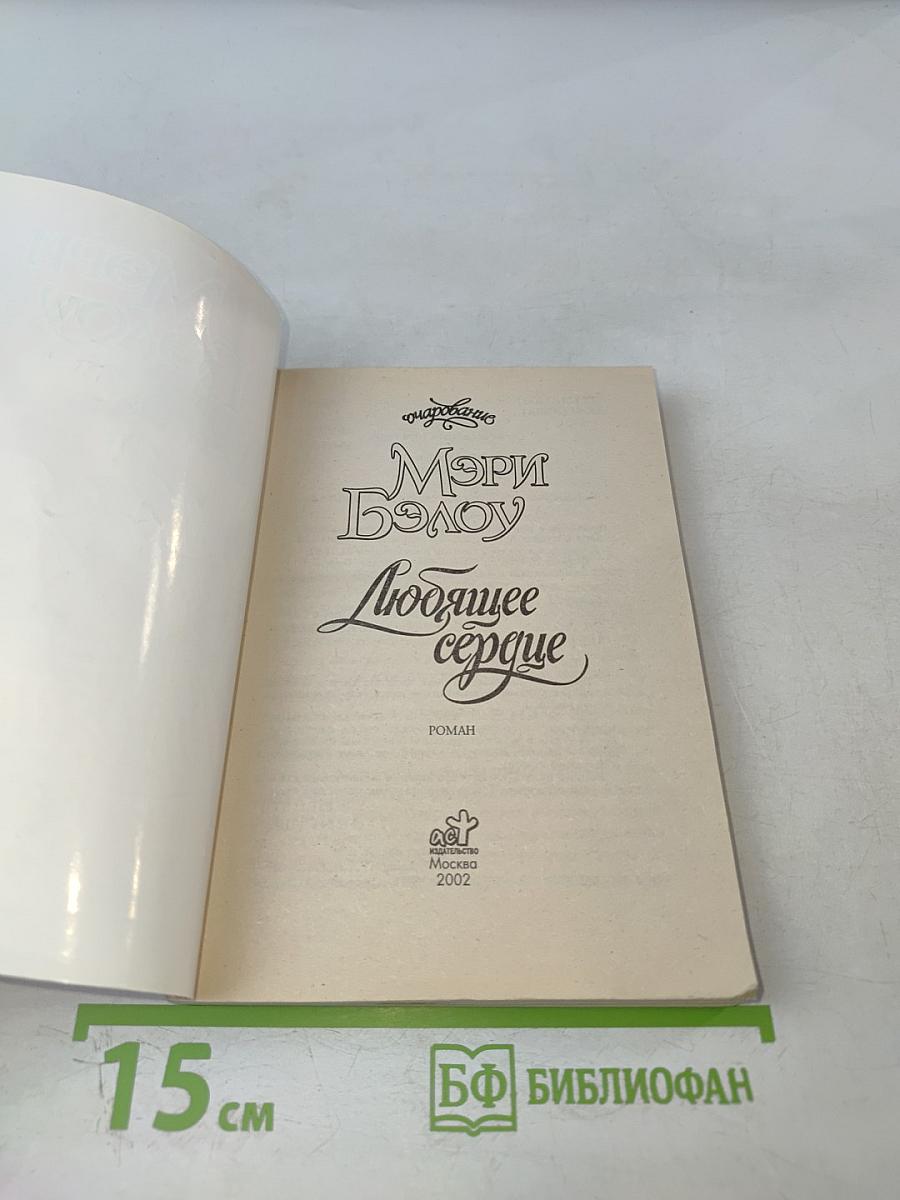 очарование
Мэри
Бэлоу
Любящее
сердце
РОМАН
аст
ИЗДАТЕЛЬСТВО
Москва
2002
15 см
БФ БИБЛИОФАН